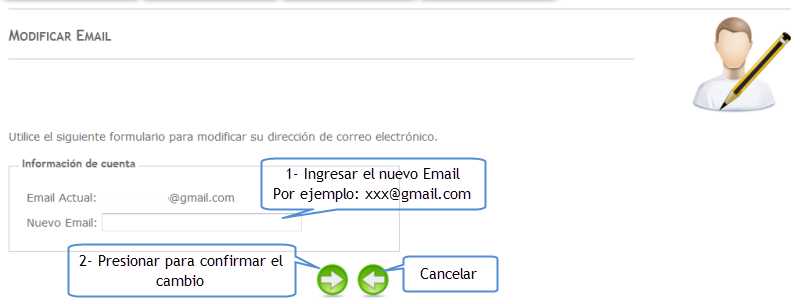 MODIFICAR EMAIL
Utilice el siguiente formulario para modificar su dirección de correo electrónico.
Información de cuenta
1- Ingresar el nuevo Email
Por ejemplo: xxx@gmail.com
Email Actual: @gmail.com
Nuevo Email:
2- Presionar para confirmar el
cambio
Cancelar